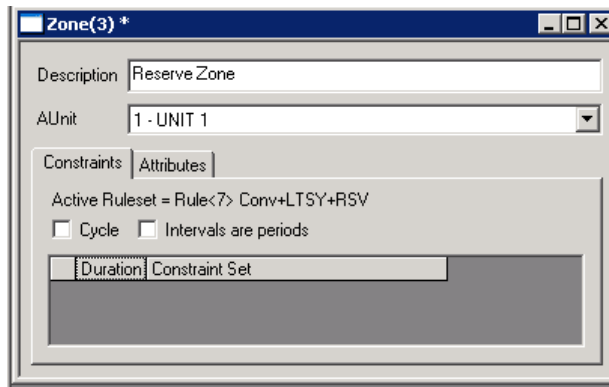 Zone(3) *
Description Reserve Zone
AUnit 1 - UNIT 1
Constraints Attributes
Active Ruleset = Rule<7> Conv+LTSY+RSV
Cycle Intervals are periods
Duration Constraint Set